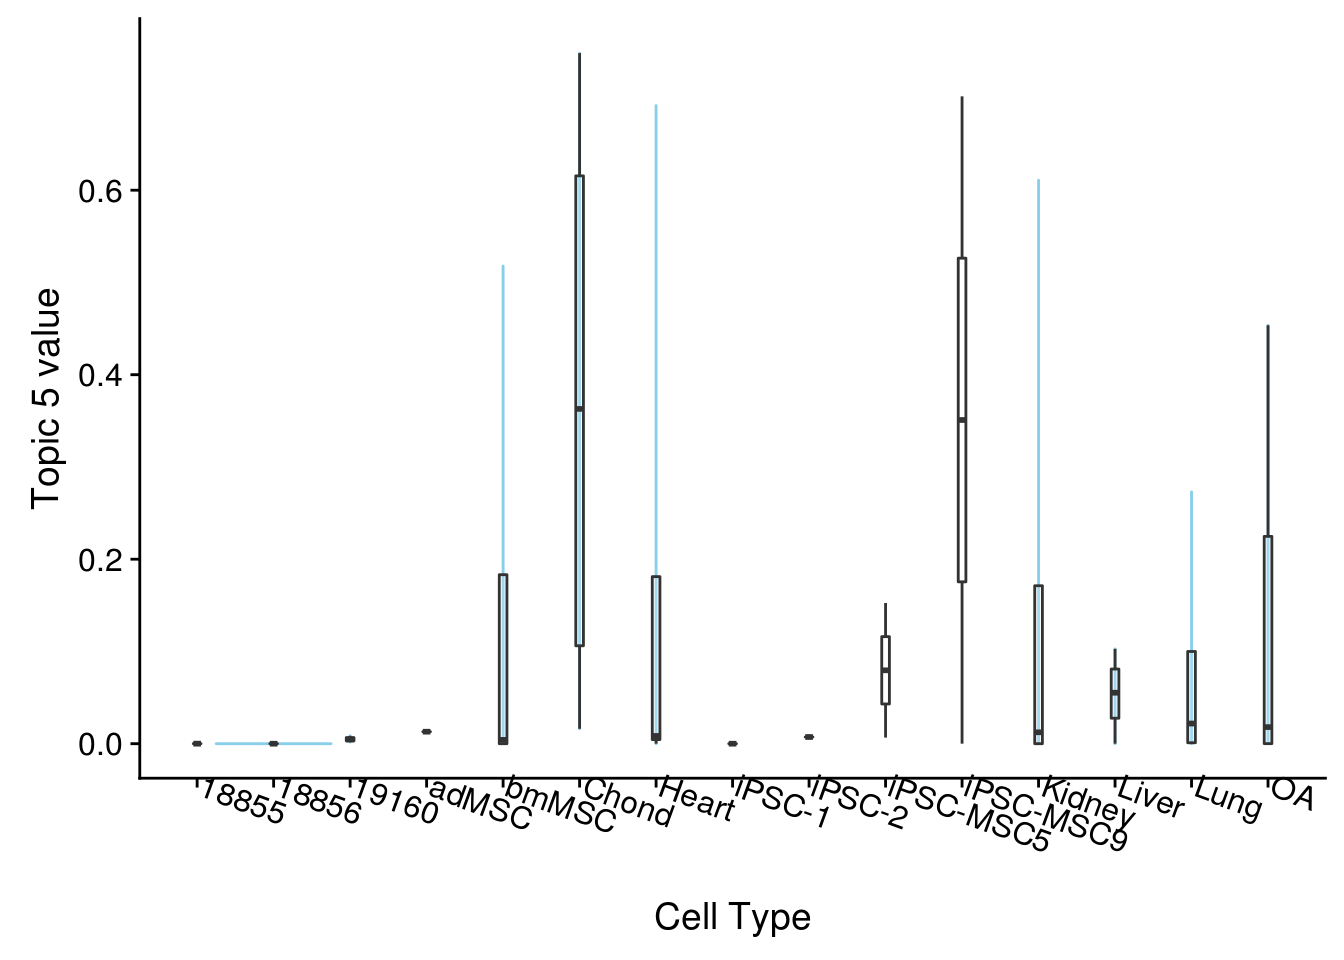 Topic 5 value
0.6
0.4
0.2
0.0
18855
18856
19160
adMSC
bmMSC
Chond
Heart
iPSC-1
iPSC-2
iPSC-MSC5
iPSC-MSC9
Kidney
Liver
Lung
OA
Cell Type